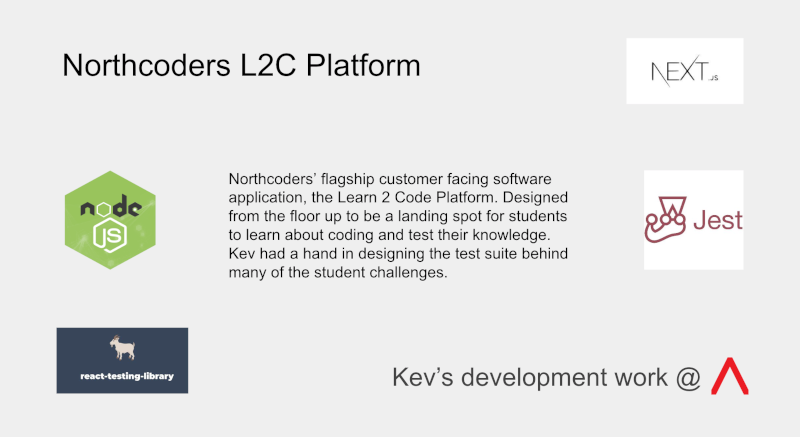 Northcoders L2C Platform
NEXT.JS
node
JS
Northcoders’ flagship customer facing software
application, the Learn 2 Code Platform. Designed
from the floor up to be a landing spot for students
to learn about coding and test their knowledge.
Kev had a hand in designing the test suite behind
many of the student challenges.
Jest
react-testing-library
Kev’s development work @